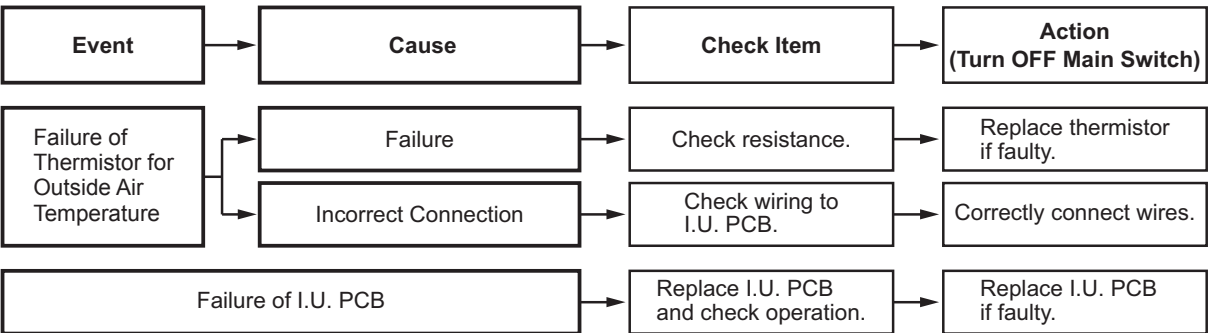 Event
Cause
Check Item
Action
(Turn OFF Main Switch)
Failure of
Thermistor for
Outside Air
Temperature
Failure
Check resistance.
Replace thermistor
if faulty.
Incorrect Connection
Check wiring to
I.U. PCB.
Correctly connect wires.
Failure of I.U. PCB
Replace I.U. PCB
and check operation.
Replace I.U. PCB
if faulty.